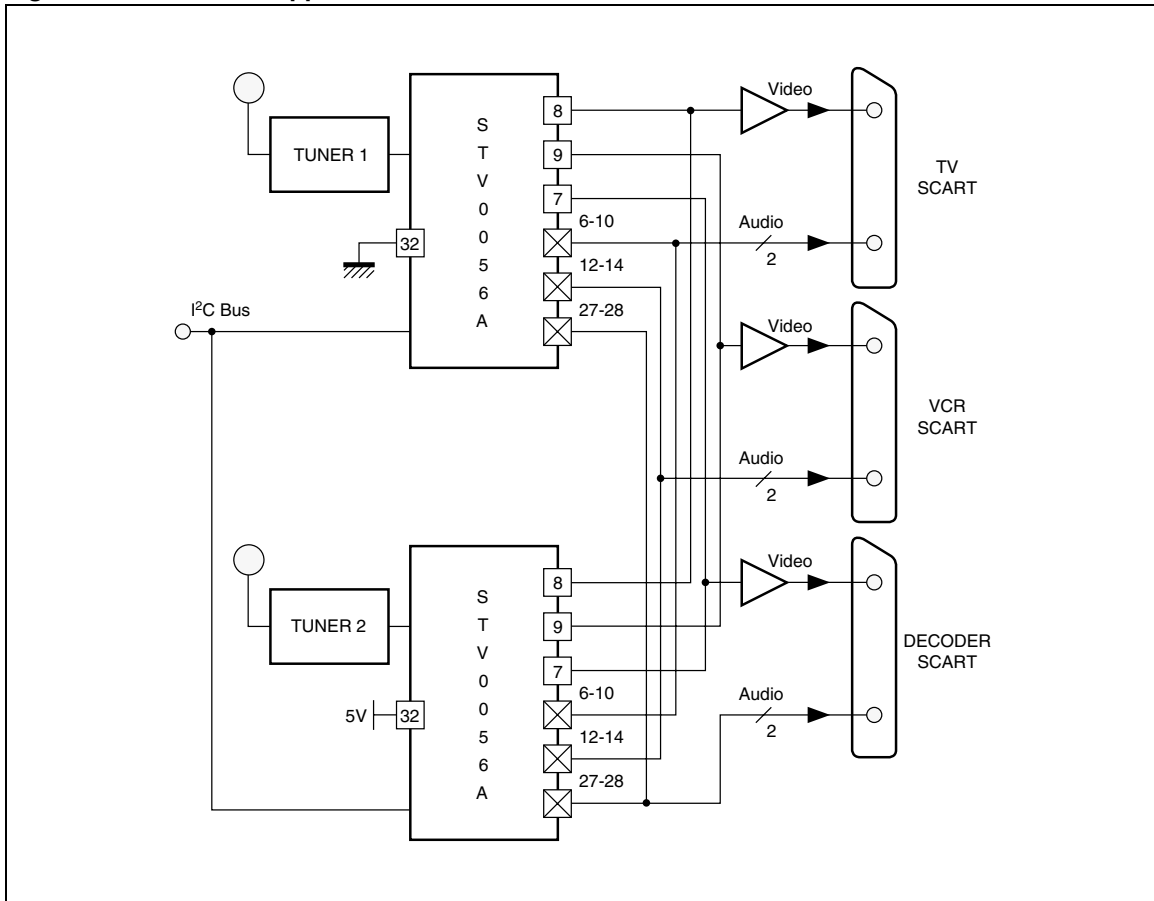 TUNER 1
S
T
V
0
0
5
6
A
8
9
7
6-10
12-14
27-28
32
I²C Bus
Video
Audio
2
TV
SCART
Video
Audio
2
VCR
SCART
TUNER 2
S
T
V
0
0
5
6
A
8
9
7
6-10
12-14
27-28
5V
32
Video
Audio
2
DECODER
SCART